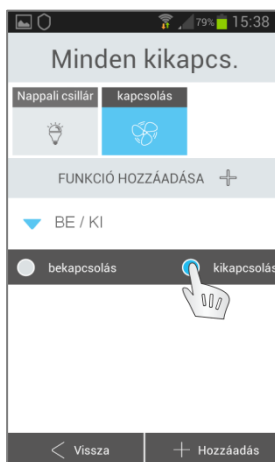 79% 15:38
Minden kikapcs.
Nappali csillár kapcsolás
FUNKCIÓ HOZZÁADÁSA
BE / KI
bekapcsolás kikapcsolás
Vissza Hozzáadás